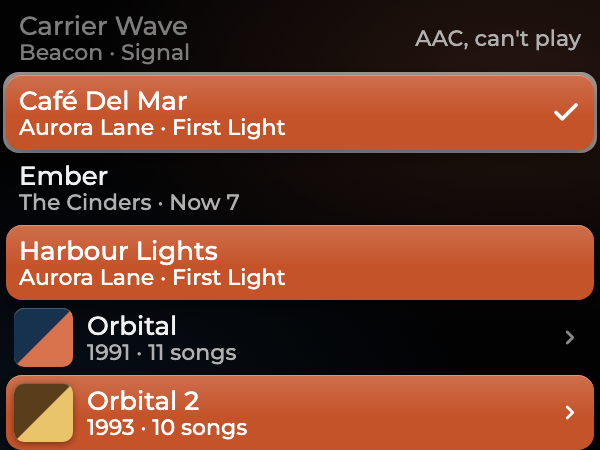 Carrier Wave
Beacon · Signal
AAC, can't play
Café Del Mar
Aurora Lane · First Light
Ember
The Cinders · Now 7
Harbour Lights
Aurora Lane · First Light
Orbital
1991 · 11 songs
Orbital 2
1993 · 10 songs